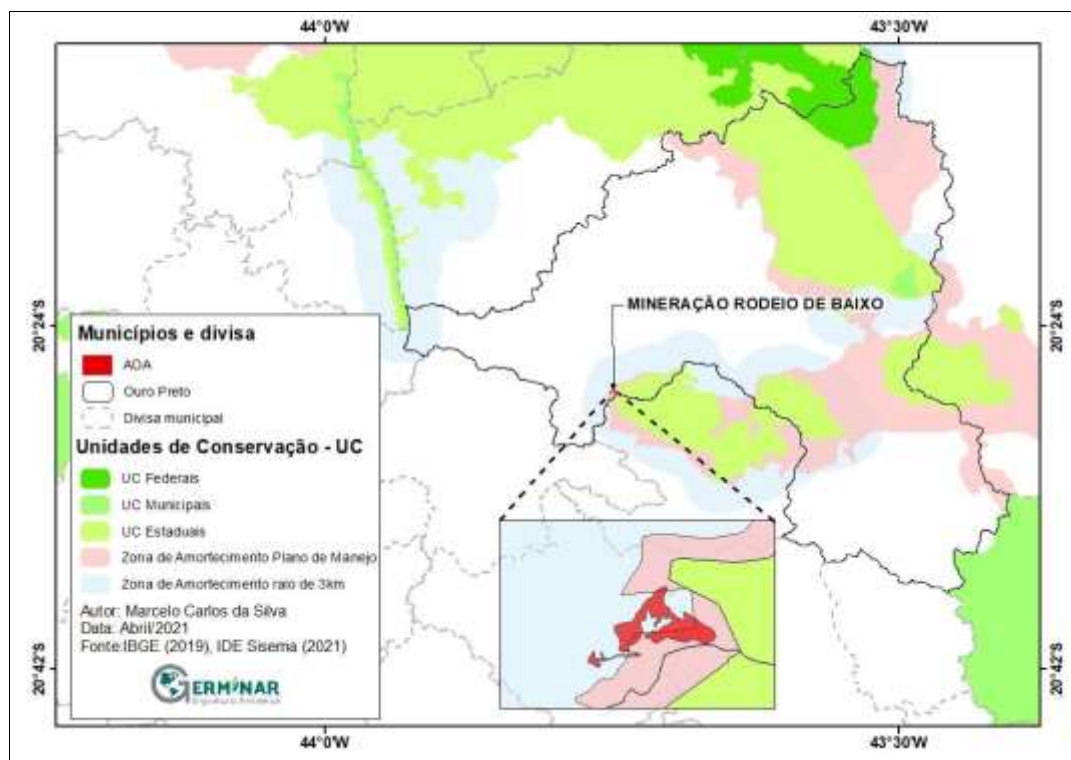 44°0'W
43°30'W
20°24'S
20°24'S
MINERAÇÃO RODEIO DE BAIXO
Municípios e divisa
ADA
Ouro Preto
Divisa municipal
Unidades de Conservação - UC
UC Federais
UC Municipais
UC Estaduais
Zona de Amortecimento Plano de Manejo
Zona de Amortecimento raio de 3km
Autor: Marcelo Carlos da Silva
Data: Abril/2021
Fonte:IBGE (2019), IDE Sisema (2021)
GERMINAR
20°42'S
20°42'S
44°0'W
43°30'W